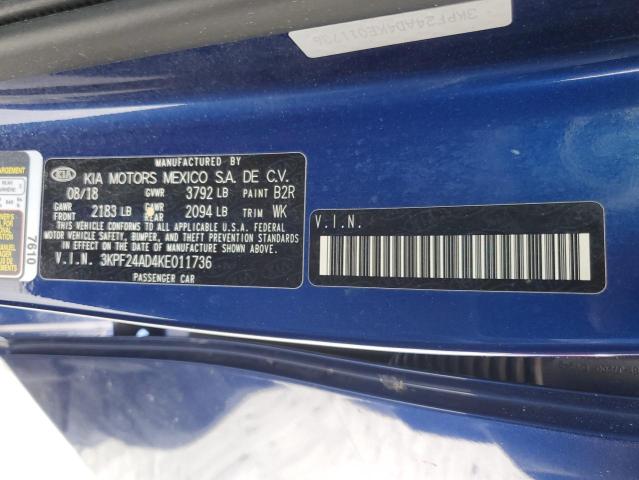 3KPF24AD4KE011736
MANUFACTURED BY
KIA KIA MOTORS MEXICO S.A. DE C.V.
08/18 GVWR 3792 LB PAINT B2R
GAWR FRONT 2183 LB GAWR REAR 2094 LB TRIM WK
THIS VEHICLE CONFORMS TO ALL APPLICABLE U.S.A. FEDERAL
MOTOR VEHICLE SAFETY, BUMPER, AND THEFT PREVENTION STANDARDS
IN EFFECT ON THE DATE OF MANUFACTURE SHOWN ABOVE.
V.I.N. 3KPF24AD4KE011736
PASSENGER CAR
V.I.N.
7610